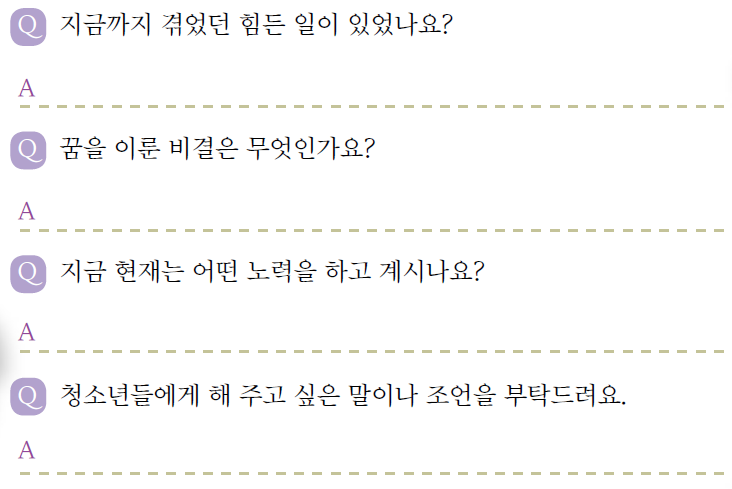 Q 지금까지 겪었던 힘든 일이 있었나요?
A
Q 꿈을 이룬 비결은 무엇인가요?
A
Q 지금 현재는 어떤 노력을 하고 계시나요?
A
Q 청소년들에게 해 주고 싶은 말이나 조언을 부탁드려요.
A